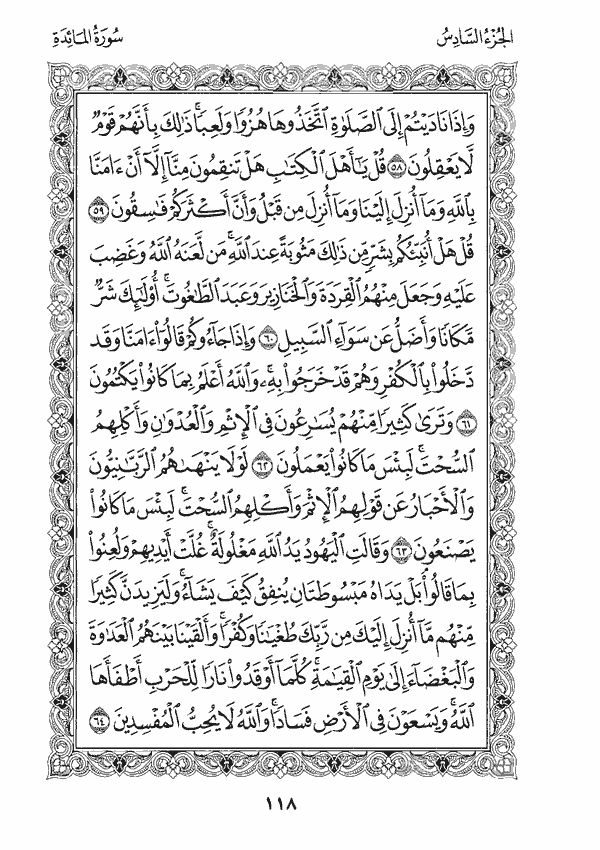 الجُزْءُ السَّادِسُ
سُورَةُ المَائِدَةِ
وَإِذَا نَادَيْتُمْ إِلَى ٱلصَّلَوٰةِ ٱتَّخَذُوهَا هُزُوًا وَلَعِبًا ۚ ذَٰلِكَ بِأَنَّهُمْ قَوْمٌ
لَّا يَعْقِلُونَ ٥٨ قُلْ يَٰٓأَهْلَ ٱلْكِتَٰبِ هَلْ تَنقِمُونَ مِنَّآ إِلَّآ أَنْ ءَامَنَّا
بِٱللَّهِ وَمَآ أُنزِلَ إِلَيْنَا وَمَآ أُنزِلَ مِن قَبْلُ وَأَنَّ أَكْثَرَكُمْ فَٰسِقُونَ ٥٩
قُلْ هَلْ أُنَبِّئُكُم بِشَرٍّ مِّن ذَٰلِكَ مَثُوبَةً عِندَ ٱللَّهِ ۚ مَن لَّعَنَهُ ٱللَّهُ وَغَضِبَ
عَلَيْهِ وَجَعَلَ مِنْهُمُ ٱلْقِرَدَةَ وَٱلْخَنَازِيرَ وَعَبَدَ ٱلطَّٰغُوتَ ۚ أُو۟لَٰٓئِكَ شَرٌّ
مَّكَانًا وَأَضَلُّ عَن سَوَآءِ ٱلسَّبِيلِ ٦٠ وَإِذَا جَآءُوكُمْ قَالُوٓا۟ ءَامَنَّا وَقَد
دَّخَلُوا۟ بِٱلْكُفْرِ وَهُمْ قَدْ خَرَجُوا۟ بِهِۦ ۚ وَٱللَّهُ أَعْلَمُ بِمَا كَانُوا۟ يَكْتُمُونَ
٦١ وَتَرَىٰ كَثِيرًا مِّنْهُمْ يُسَٰرِعُونَ فِى ٱلْإِثْمِ وَٱلْعُدْوَٰنِ وَأَكْلِهِمُ
ٱلسُّحْتَ ۚ لَبِئْسَ مَا كَانُوا۟ يَعْمَلُونَ ٦٢ لَوْلَا يَنْهَىٰهُمُ ٱلرَّبَّٰنِيُّونَ
وَٱلْأَحْبَارُ عَن قَوْلِهِمُ ٱلْإِثْمَ وَأَكْلِهِمُ ٱلسُّحْتَ ۚ لَبِئْسَ مَا كَانُوا۟
يَصْنَعُونَ ٦٣ وَقَالَتِ ٱلْيَهُودُ يَدُ ٱللَّهِ مَغْلُولَةٌ ۚ غُلَّتْ أَيْدِيهِمْ وَلُعِنُوا۟
بِمَا قَالُوا۟ ۘ بَلْ يَدَاهُ مَبْسُوطَتَانِ يُنفِقُ كَيْفَ يَشَآءُ ۚ وَلَيَزِيدَنَّ كَثِيرًا
مِّنْهُم مَّآ أُنزِلَ إِلَيْكَ مِن رَّبِّكَ طُغْيَٰنًا وَكُفْرًا ۚ وَأَلْقَيْنَا بَيْنَهُمُ ٱلْعَدَٰوَةَ
وَٱلْبَغْضَآءَ إِلَىٰ يَوْمِ ٱلْقِيَٰمَةِ ۚ كُلَّمَآ أَوْقَدُوا۟ نَارًا لِّلْحَرْبِ أَطْفَأَهَا
ٱللَّهُ ۚ وَيَسْعَوْنَ فِى ٱلْأَرْضِ فَسَادًا ۚ وَٱللَّهُ لَا يُحِبُّ ٱلْمُفْسِدِينَ ٦٤
١١٨